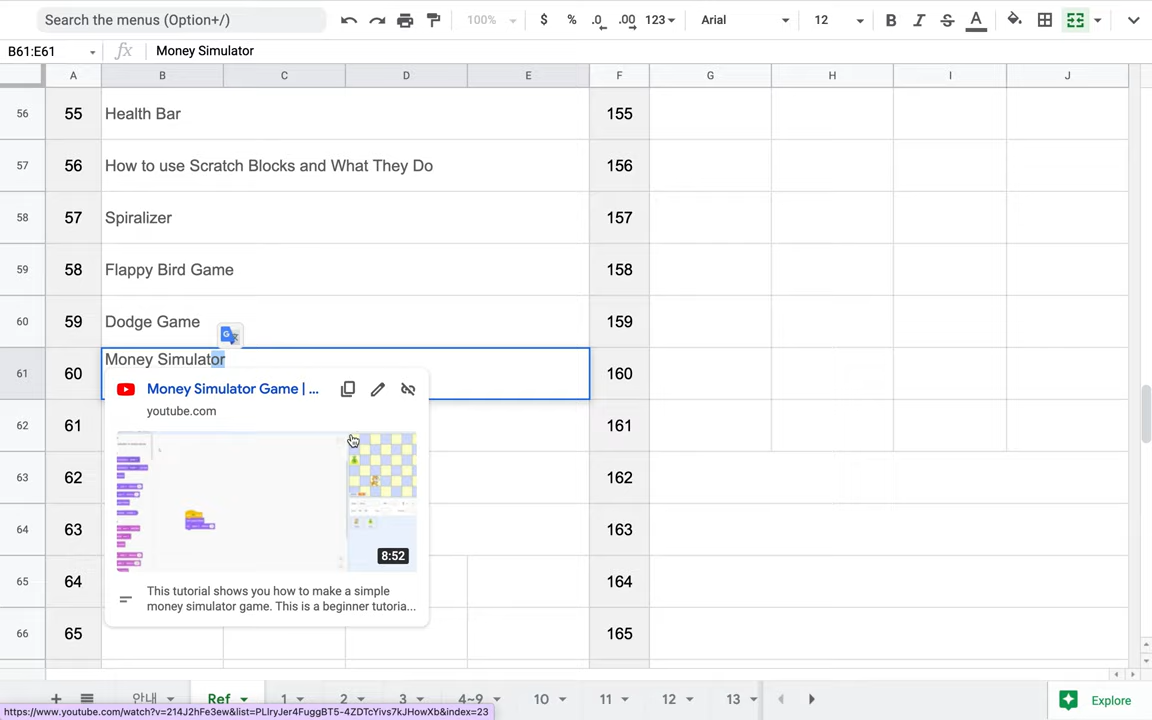 Search the menus (Option+/) 100% $ % .0 .00 123 Arial 12 B I S A
B61:E61 fx Money Simulator
A B C D E F G H I J
56 55 Health Bar 155
57 56 How to use Scratch Blocks and What They Do 156
58 57 Spiralizer 157
59 58 Flappy Bird Game 158
60 59 Dodge Game 159
61 60 Money Simulator 160
Money Simulator Game | ...
youtube.com
62 61 161
63 62 162
64 63 163
8:52
65 64 164
This tutorial shows you how to make a simple
money simulator game. This is a beginner tutoria...
66 65 165
안내 Ref 1 2 3 4~9 10 11 12 13 Explore
https://www.youtube.com/watch?v=214J2hFe3ew&list=PLIryJer4FuggBT5-4ZDTcYivs7kJHowXb&index=23